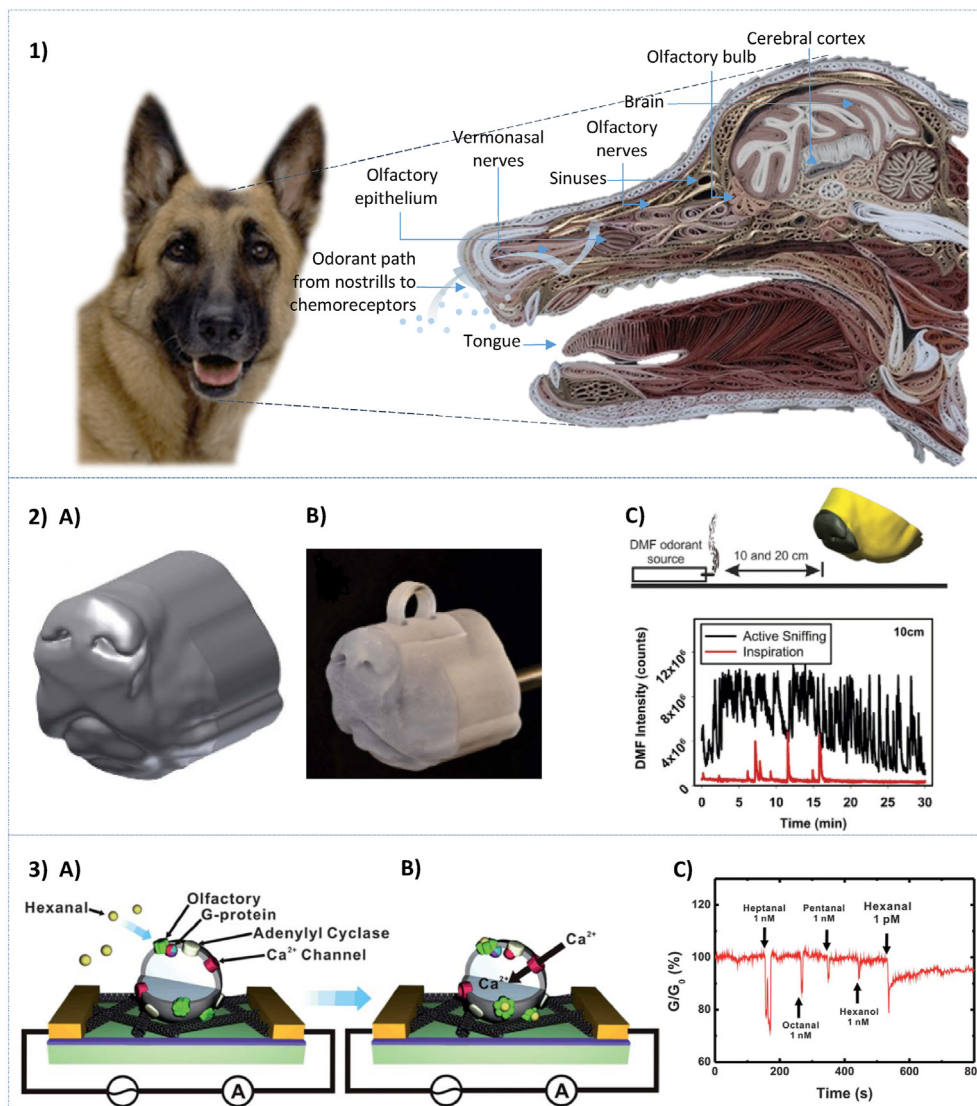 1)
Cerebral cortex
Olfactory bulb
Brain
Vermonasal
nerves
Olfactory
nerves
Sinuses
Olfactory
epithelium
Odorant path
from nostrills to
chemoreceptors
Tongue
2) A)
B)
C)
DMF odorant
source
10 and 20 cm
Active Sniffing
Inspiration
10cm
DMF Intensity (counts)
12x10⁶
8x10⁶
4x10⁶
0
0 5 10 15 20 25 30
Time (min)
3) A)
Hexanal
Olfactory
G-protein
Adenylyl Cyclase
Ca²⁺ Channel
A
B)
Ca²⁺
Ca²⁺
A
C)
G/G₀ (%)
120
100
80
60
Heptanal
1 nM
Pentanal
1 nM
Hexanal
1 pM
Octanal
1 nM
Hexanol
1 nM
0 200 400 600 800
Time (s)